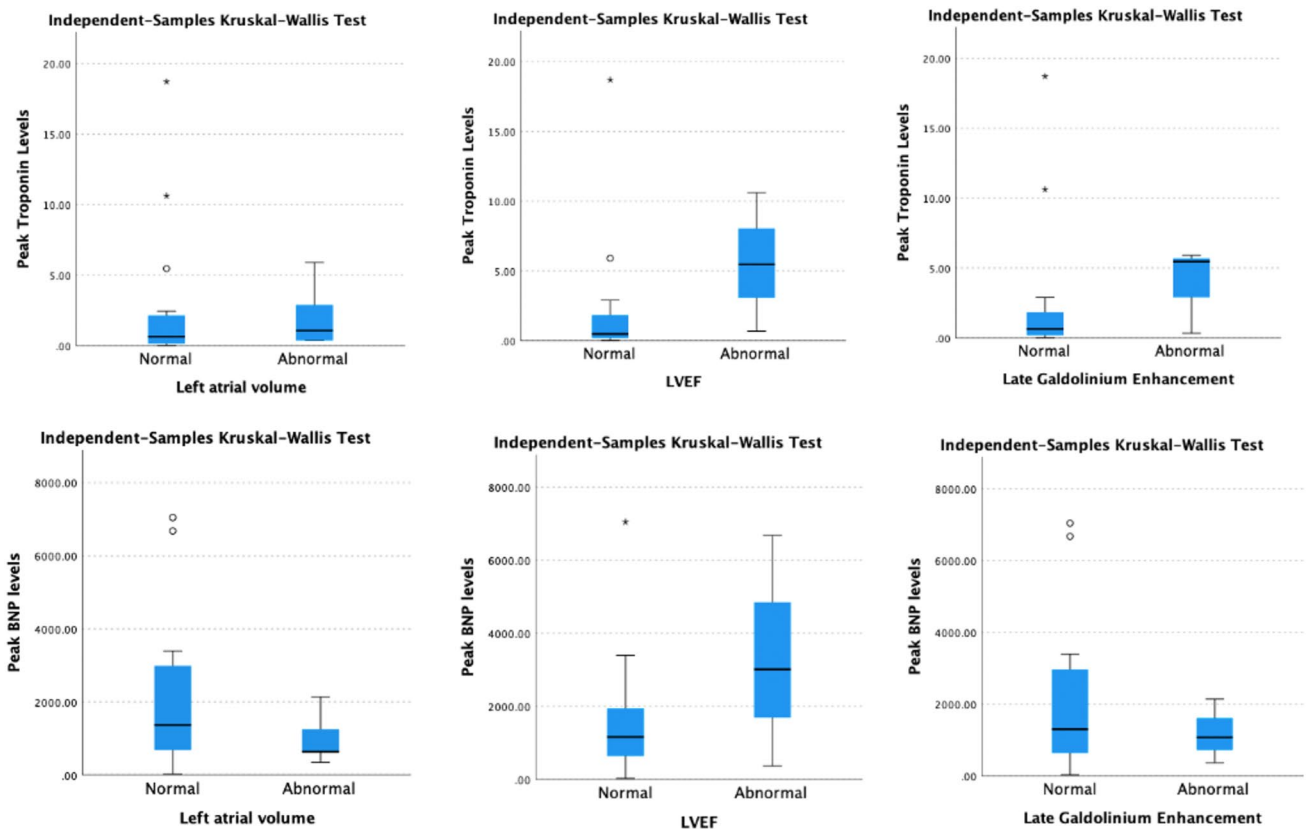 Independent-Samples Kruskal-Wallis Test
Peak Troponin Levels
20.00
15.00
10.00
5.00
.00
Normal Abnormal
Left atrial volume
Independent-Samples Kruskal-Wallis Test
Peak Troponin Levels
20.00
15.00
10.00
5.00
.00
Normal Abnormal
LVEF
Independent-Samples Kruskal-Wallis Test
Peak Troponin Levels
20.00
15.00
10.00
5.00
.00
Normal Abnormal
Late Galdolinium Enhancement
Independent-Samples Kruskal-Wallis Test
Peak BNP levels
8000.00
6000.00
4000.00
2000.00
.00
Normal Abnormal
Left atrial volume
Independent-Samples Kruskal-Wallis Test
Peak BNP levels
8000.00
6000.00
4000.00
2000.00
.00
Normal Abnormal
LVEF
Independent-Samples Kruskal-Wallis Test
Peak BNP levels
8000.00
6000.00
4000.00
2000.00
.00
Normal Abnormal
Late Galdolinium Enhancement